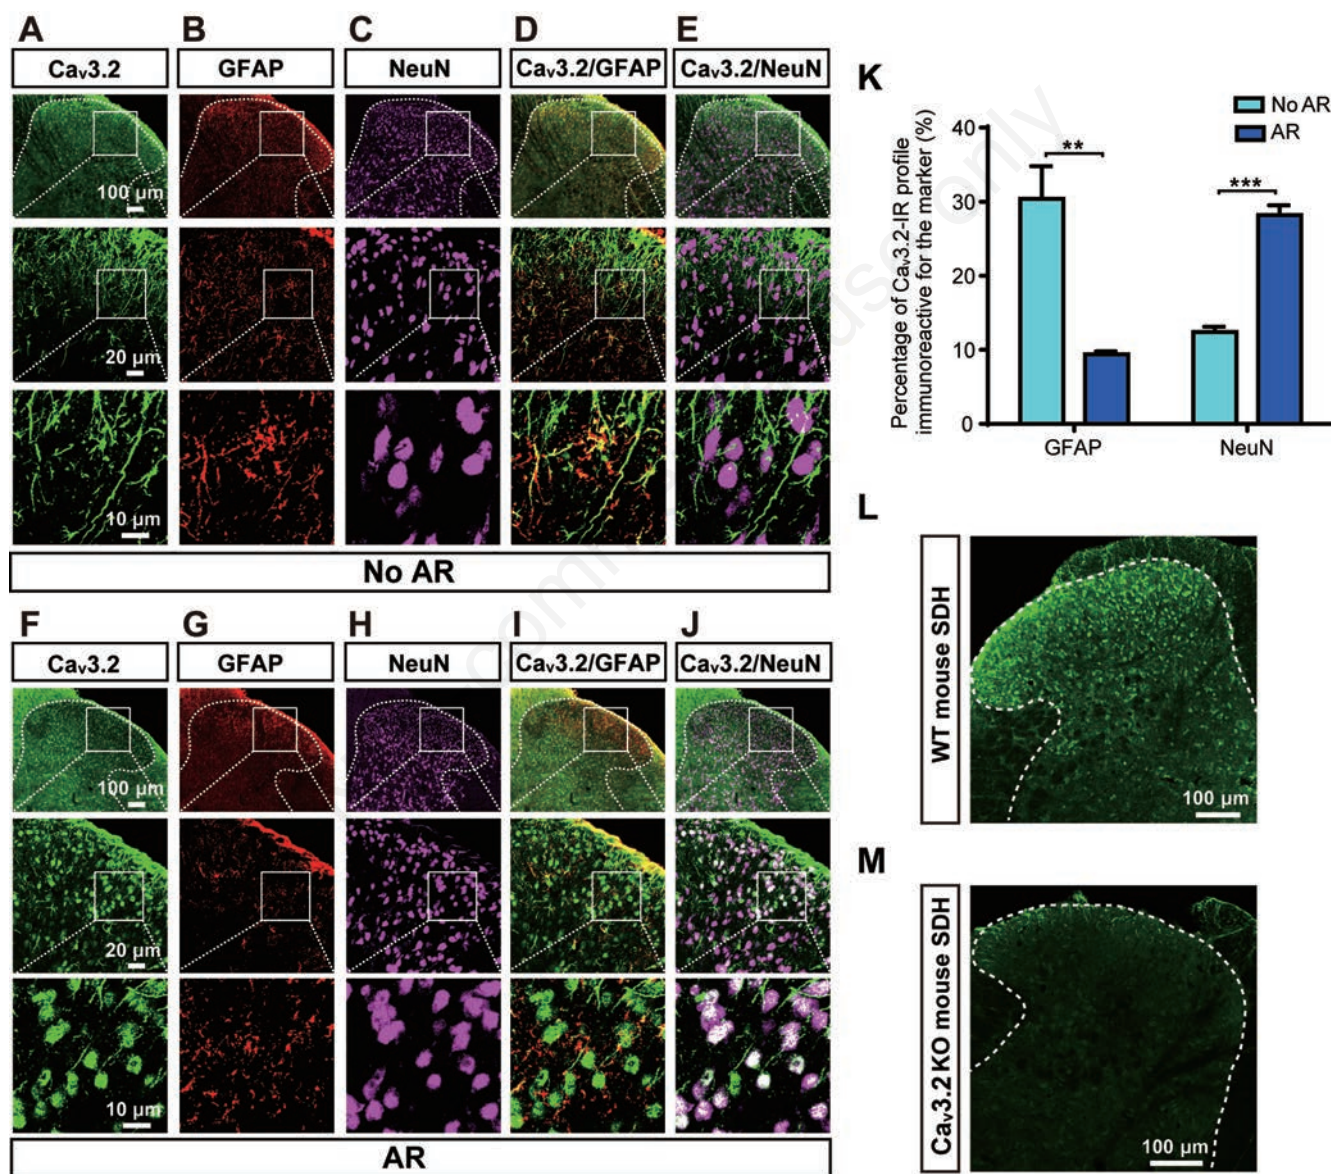 A B C D E
Caᵥ3.2 GFAP NeuN Caᵥ3.2/GFAP Caᵥ3.2/NeuN
100 µm
20 µm
10 µm
No AR
F G H I J
Caᵥ3.2 GFAP NeuN Caᵥ3.2/GFAP Caᵥ3.2/NeuN
100 µm
20 µm
10 µm
AR
K
No AR
AR
Percentage of Caᵥ3.2-IR profile
immunoreactive for the marker (%)
40
30
20
10
0
**
***
GFAP NeuN
L
WT mouse SDH
100 µm
M
Caᵥ3.2 KO mouse SDH
100 µm
only